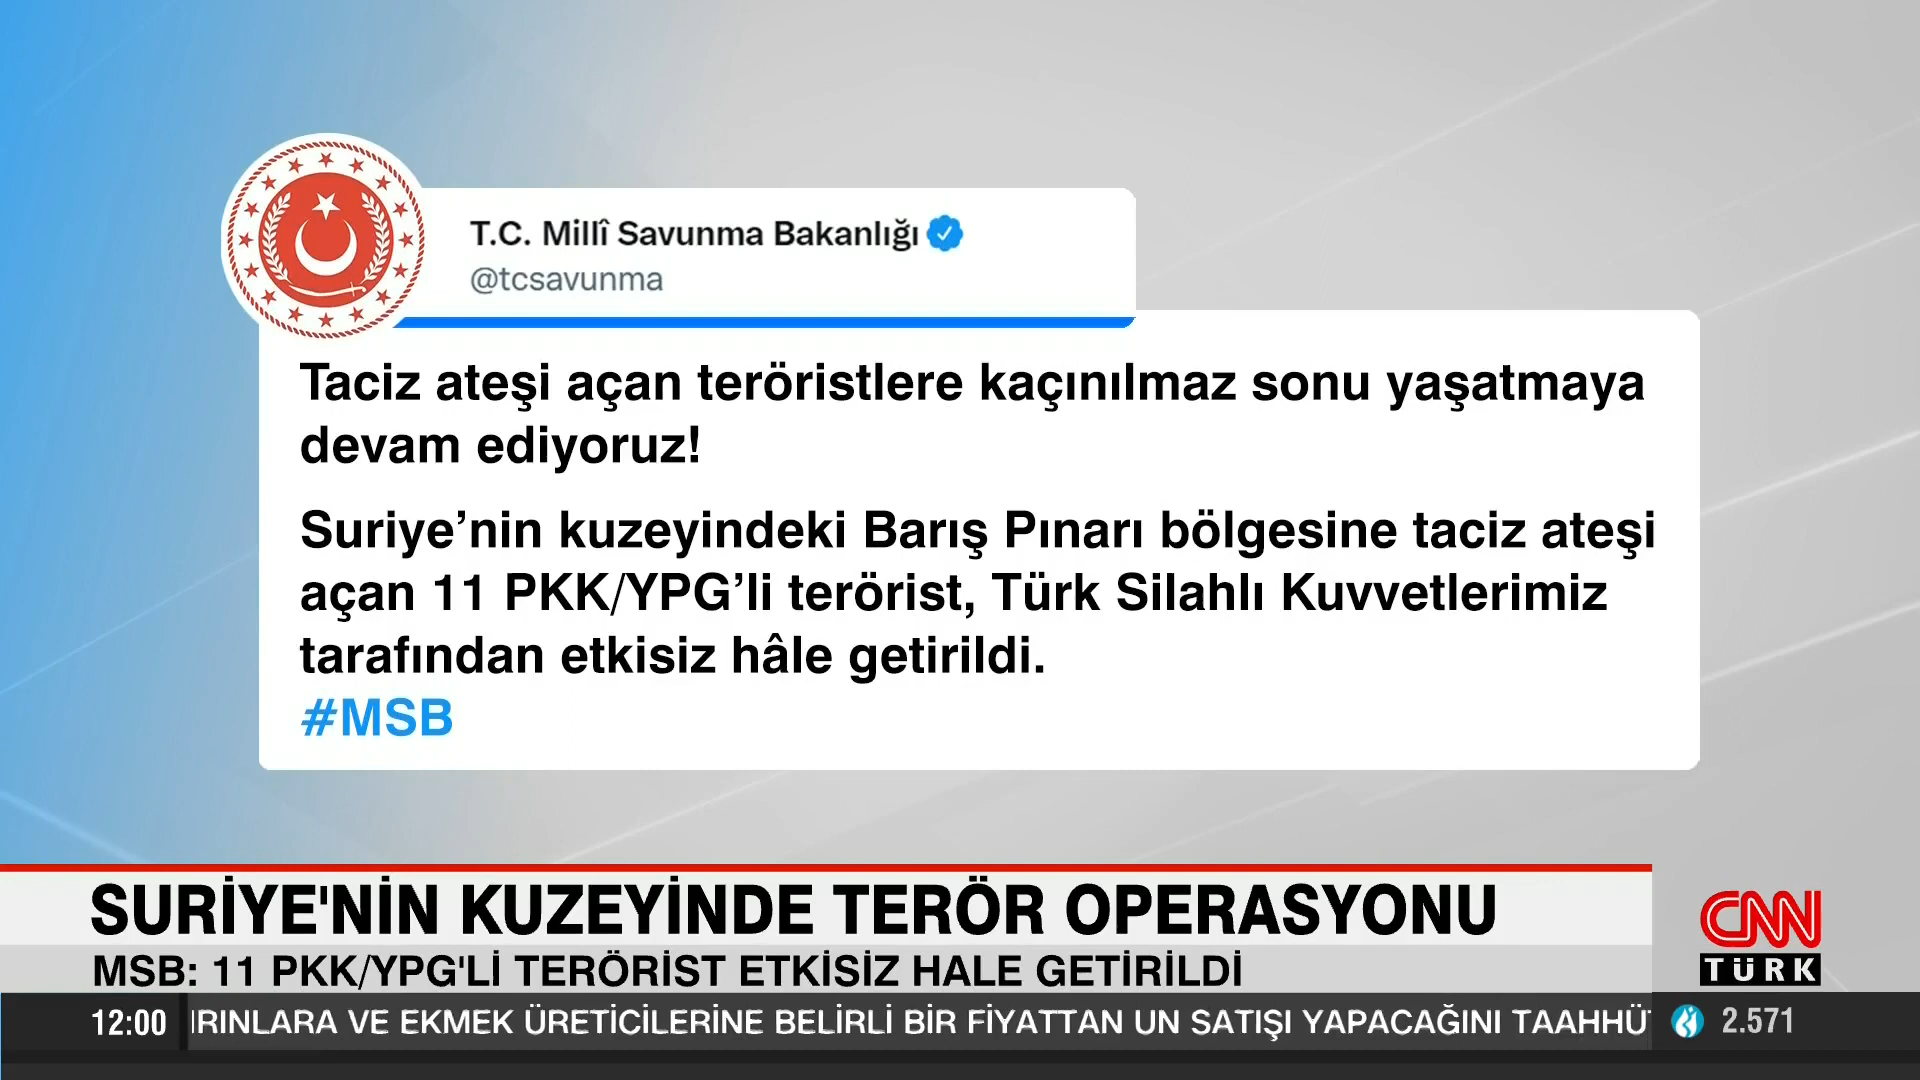 T.C. Millî Savunma Bakanlığı
@tcsavunma
Taciz ateşi açan teröristlere kaçınılmaz sonu yaşatmaya
devam ediyoruz!
Suriye’nin kuzeyindeki Barış Pınarı bölgesine taciz ateşi
açan 11 PKK/YPG’li terörist, Türk Silahlı Kuvvetlerimiz
tarafından etkisiz hâle getirildi.
#MSB
SURİYE'NİN KUZEYİNDE TERÖR OPERASYONU
MSB: 11 PKK/YPG'Lİ TERÖRİST ETKİSİZ HALE GETİRİLDİ
CNN
TÜRK
12:00 IRINLARA VE EKMEK ÜRETİCİLERİNE BELİRLİ BİR FİYATTAN UN SATIŞI YAPACAĞINI TAAHHÜT 2.571